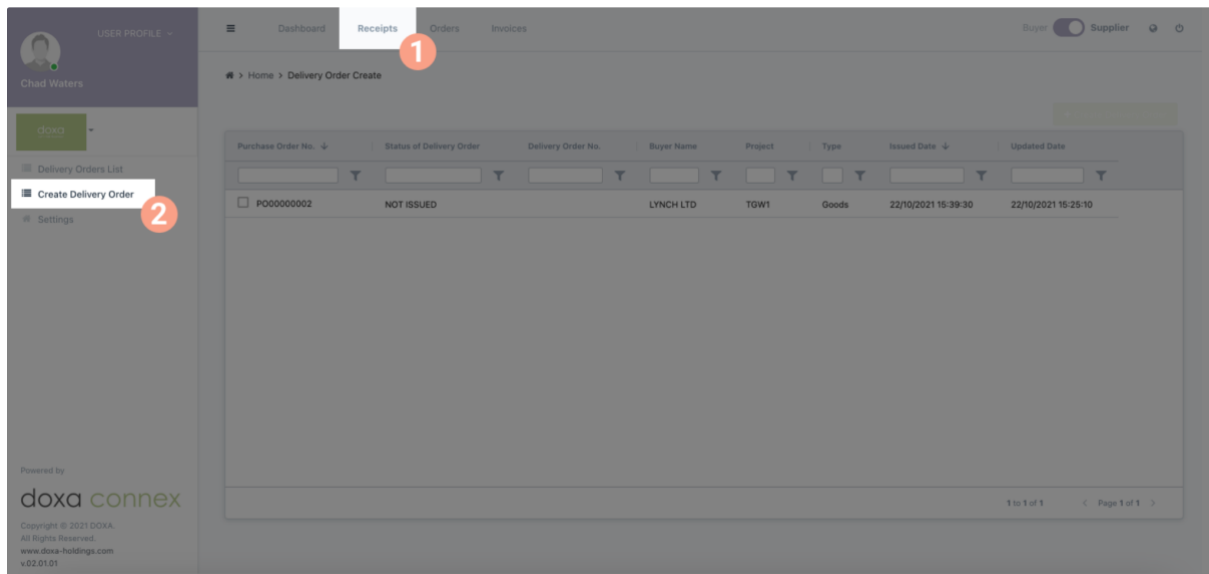 USER PROFILE
Chad Waters
Dashboard Receipts Orders Invoices
Buyer Supplier
1
Home > Delivery Order Create
doxa
Delivery Orders List
Create Delivery Order
2
Settings
Purchase Order No. Status of Delivery Order Delivery Order No. Buyer Name Project Type Issued Date Updated Date
PO00000002 NOT ISSUED LYNCH LTD TGW1 Goods 22/10/2021 15:39:30 22/10/2021 15:25:10
1 to 1 of 1 < Page 1 of 1 >
Powered by
doxa connex
Copyright © 2021 DOXA.
All Rights Reserved.
www.doxa-holdings.com
v.02.01.01